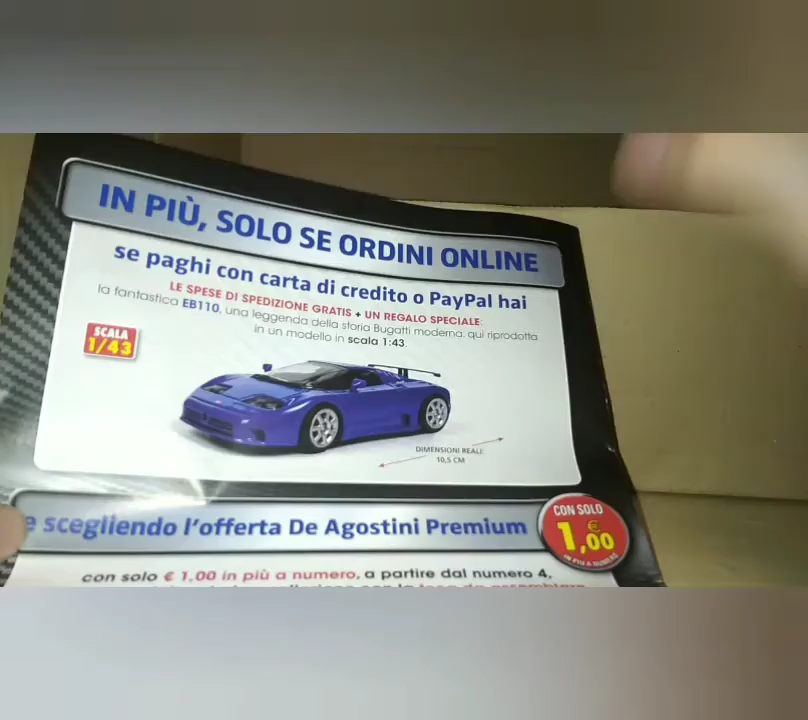 IN PIÙ, SOLO SE ORDINI ONLINE
se paghi con carta di credito o PayPal hai
LE SPESE DI SPEDIZIONE GRATIS + UN REGALO SPECIALE:
la fantastica EB110, una leggenda della storia Bugatti moderna, qui riprodotta
in un modello in scala 1:43.
SCALA
1/43
DIMENSIONI REALI:
10,5 CM
e scegliendo l'offerta De Agostini Premium
CON SOLO
€
1,00
IN PIÙ A NUMERO
con solo € 1,00 in più a numero, a partire dal numero 4,